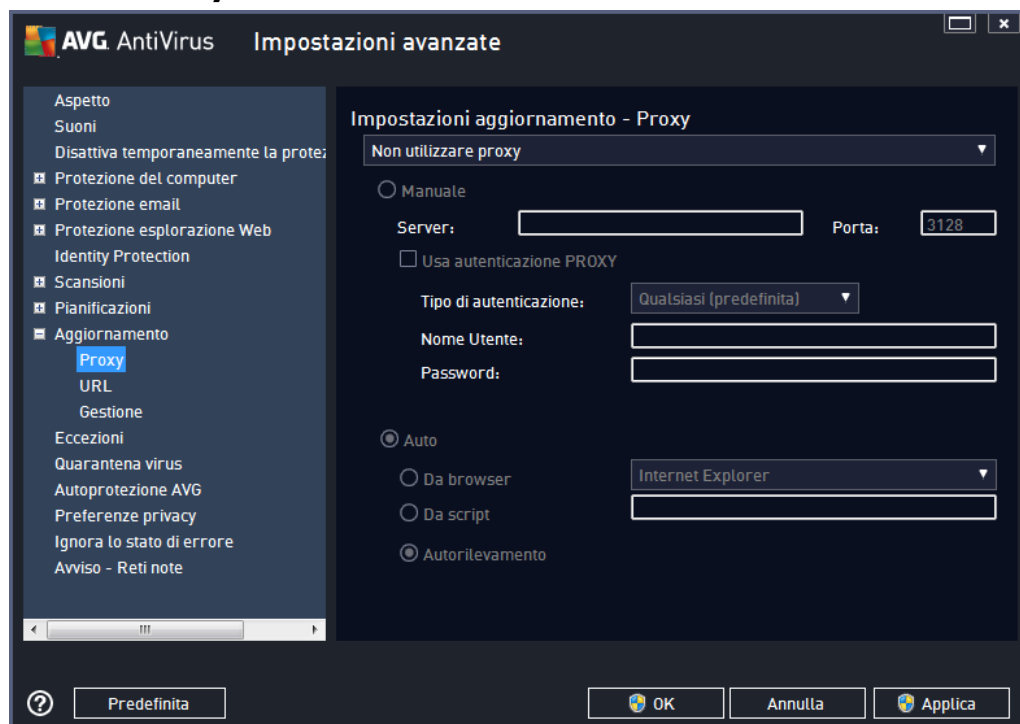 AVG. AntiVirus Impostazioni avanzate
Aspetto
Suoni
Disattiva temporaneamente la
Protezione del computer
Protezione email
Protezione esplorazione Web
Identity Protection
Scansioni
Pianificazioni
Aggiornamento
Proxy
URL
Gestione
Eccezioni
Quarantena virus
Autoprotezione AVG
Preferenze privacy
Ignora lo stato di errore
Avviso - Reti note
Impostazioni aggiornamento - Proxy
Non utilizzare proxy
Manuale
Server: Porta: 3128
Usa autenticazione PROXY
Tipo di autenticazione: Qualsiasi (predefinita)
Nome Utente:
Password:
Auto
Da browser Internet Explorer
Da script
Autorilevamento
Predefinita OK Annulla Applica